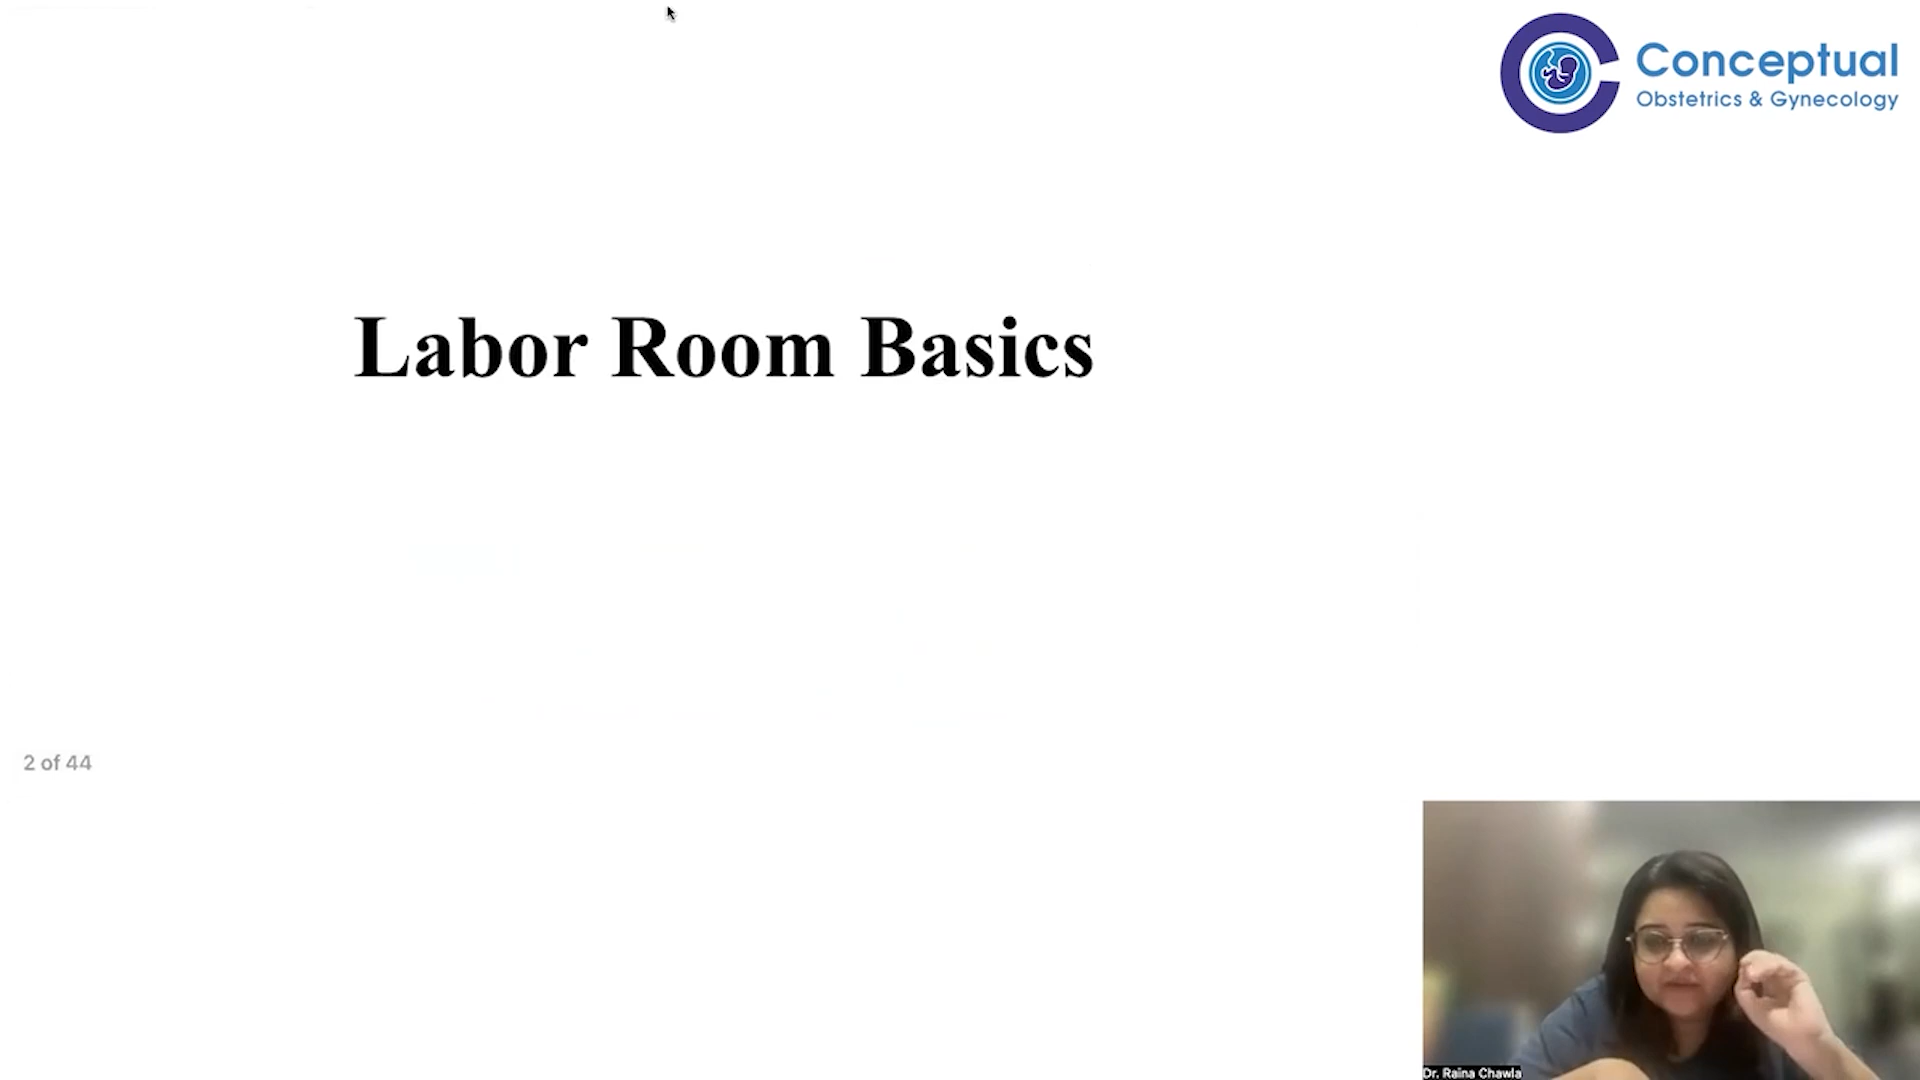 Conceptual
Obstetrics & Gynecology
Labor Room Basics
2 of 44
Dr. Raina Chawla